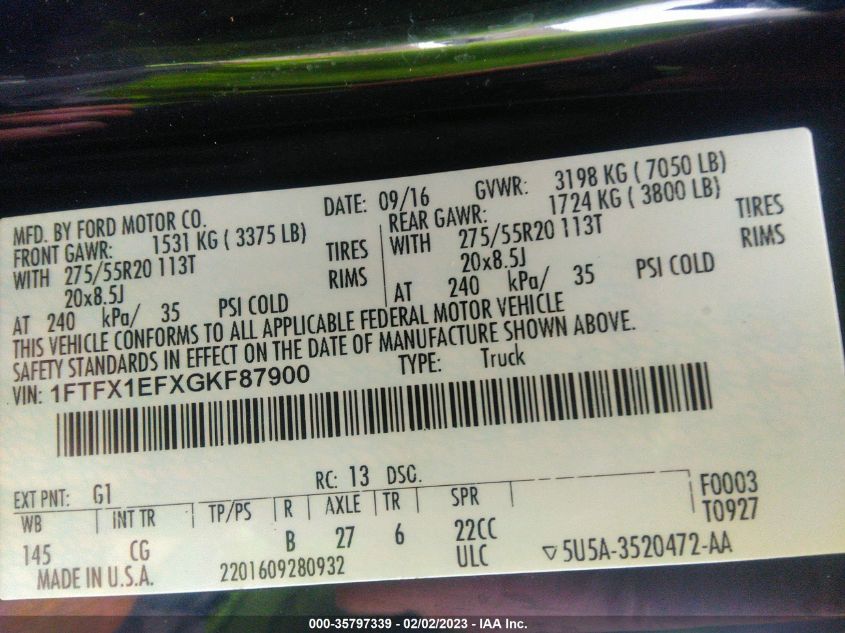 MFD. BY FORD MOTOR CO. DATE: 09/16 GVWR: 3198 KG ( 7050 LB)
FRONT GAWR: 1531 KG ( 3375 LB) REAR GAWR: 1724 KG ( 3800 LB)
WITH 275/55R20 113T TIRES WITH 275/55R20 113T TIRES
20x8.5J RIMS 20x8.5J RIMS
AT 240 kPa/ 35 PSI COLD AT 240 kPa/ 35 PSI COLD
THIS VEHICLE CONFORMS TO ALL APPLICABLE FEDERAL MOTOR VEHICLE
SAFETY STANDARDS IN EFFECT ON THE DATE OF MANUFACTURE SHOWN ABOVE.
VIN: 1FTFX1EFXGKF87900 TYPE: Truck
EXT PNT: G1 RC: 13 DSO: F0003
WB INT TR TP/PS R AXLE TR SPR T0927
145 CG B 27 6 22CC
ULC ▽5U5A-3520472-AA
MADE IN U.S.A. 2201609280932
000-35797339 - 02/02/2023 - IAA Inc.